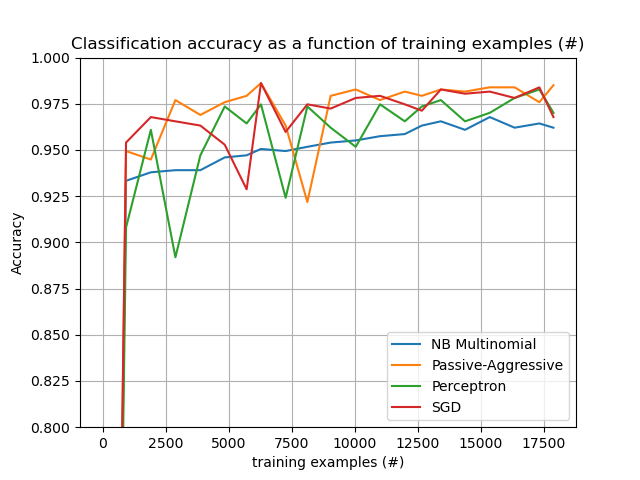 Classification accuracy as a function of training examples (#)
1.000
0.975
0.950
0.925
0.900
0.875
0.850
0.825
0.800
Accuracy
NB Multinomial
Passive-Aggressive
Perceptron
SGD
0 2500 5000 7500 10000 12500 15000 17500
training examples (#)